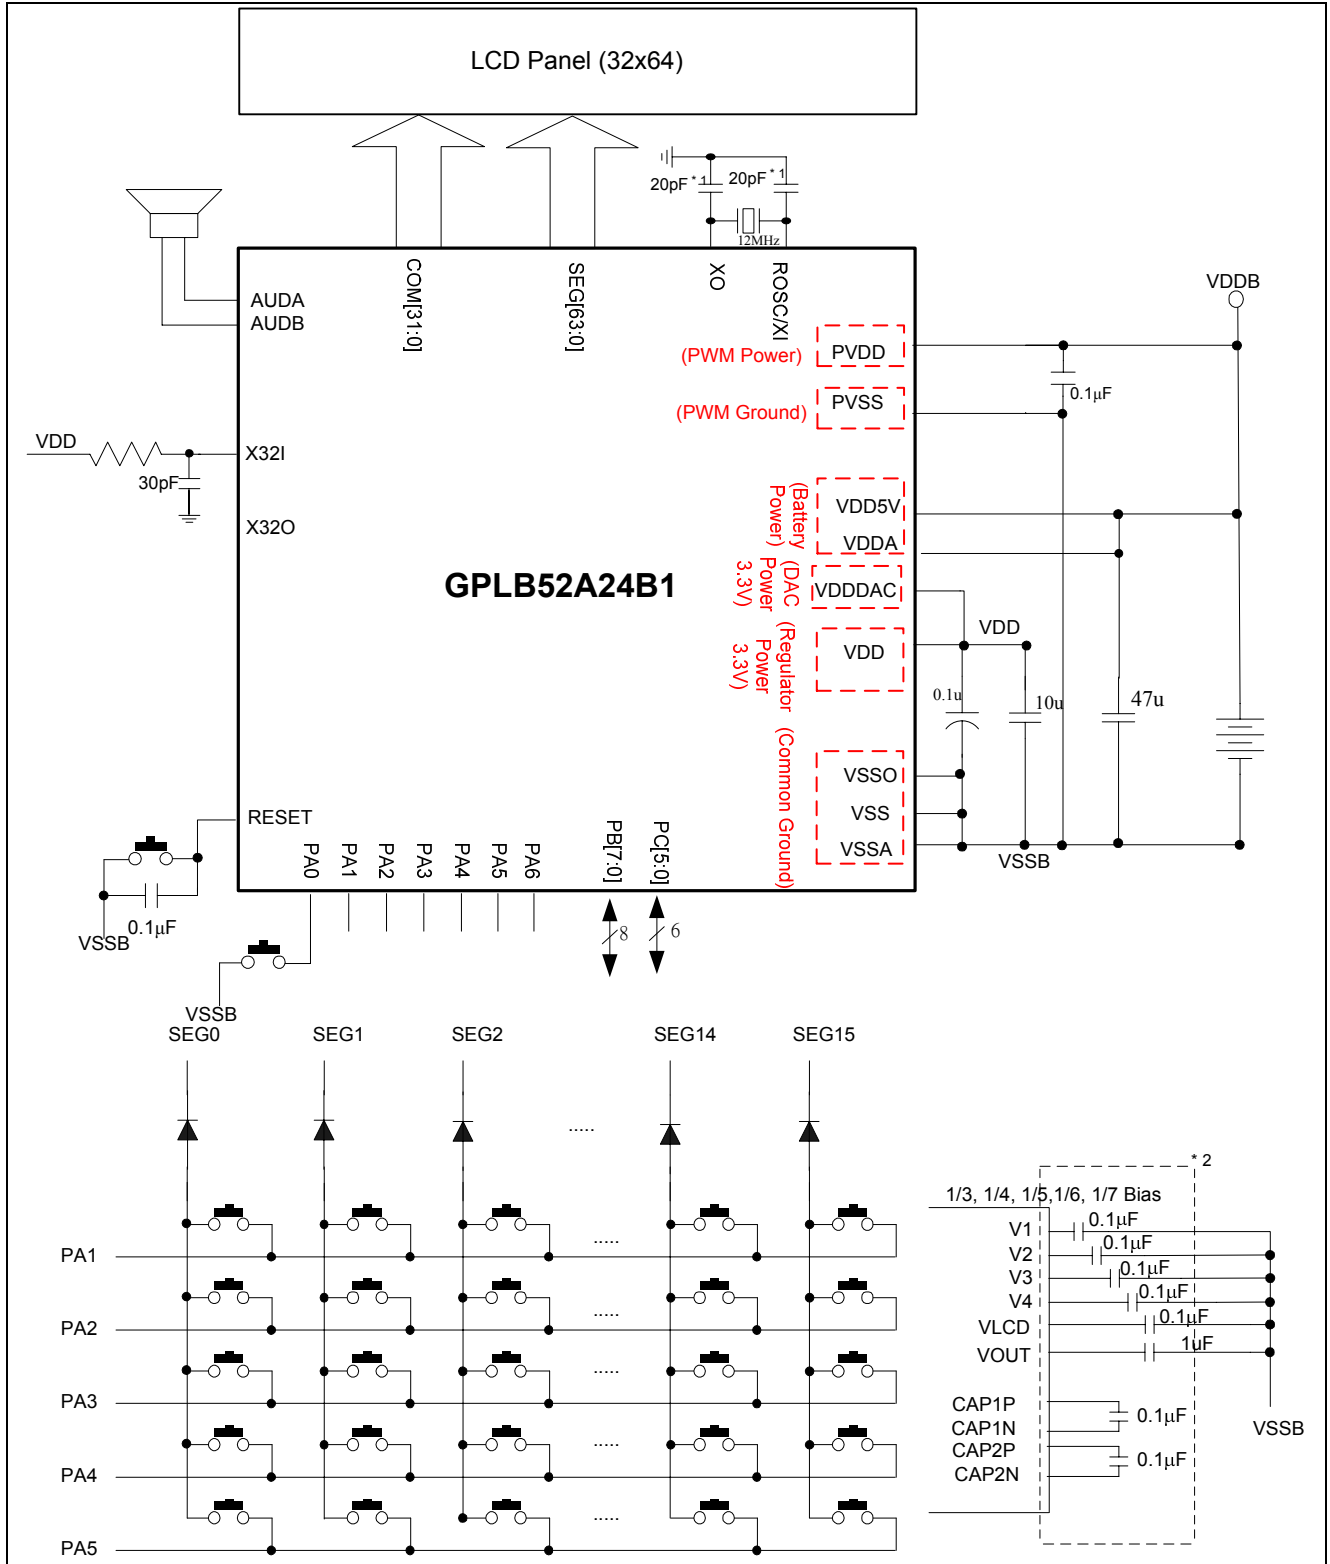 LCD Panel (32x64)
20pF * 1
20pF * 1
12MHz
COM[31:0]
SEG[63:0]
XO
ROSC/XI
AUDA
AUDB
VDDB
(PWM Power)
PVDD
0.1μF
(PWM Ground)
PVSS
VDD
X32I
30pF
X32O
(Battery
Power)
VDD5V
VDDA
GPLB52A24B1
(DAC
Power
3.3V)
VDDDAC
(Regulator
Power
3.3V)
VDD
VDD
0.1u
10u
47u
(Common Ground)
VSSO
VSS
VSSA
VSSB
RESET
0.1μF
VSSB
PA0
PA1
PA2
PA3
PA4
PA5
PA6
PB[7:0]
PC[5:0]
8
6
VSSB
SEG0
SEG1
SEG2
SEG14
SEG15
.....
* 2
1/3, 1/4, 1/5,1/6, 1/7 Bias
PA1
.....
PA2
.....
PA3
.....
PA4
.....
PA5
.....
V1
0.1μF
V2
0.1μF
V3
0.1μF
V4
0.1μF
VLCD
0.1μF
VOUT
1uF
CAP1P
CAP1N
0.1μF
CAP2P
CAP2N
0.1μF
VSSB